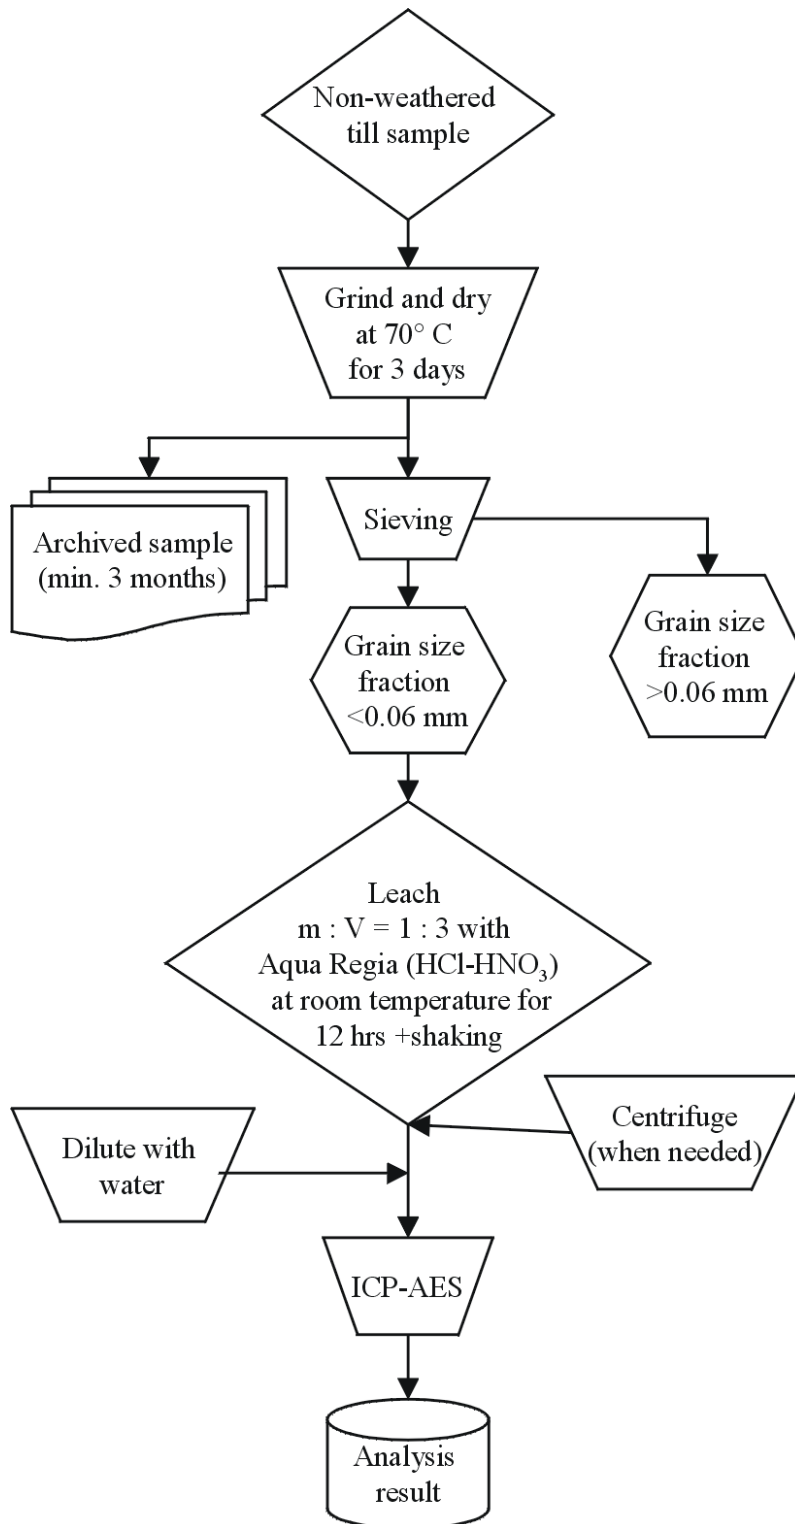 Non-weathered
till sample
Grind and dry
at 70° C
for 3 days
Archived sample
(min. 3 months)
Sieving
Grain size
fraction
<0.06 mm
Grain size
fraction
>0.06 mm
Leach
m : V = 1 : 3 with
Aqua Regia (HCl-HNO₃)
at room temperature for
12 hrs +shaking
Dilute with
water
Centrifuge
(when needed)
ICP-AES
Analysis
result